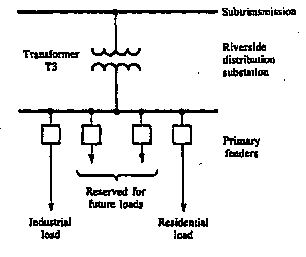 Subtransmission
Transformer
T3
Riverside
distribution
substation
Primary
feeders
Reserved for
future loads
Industrial
load
Residential
load